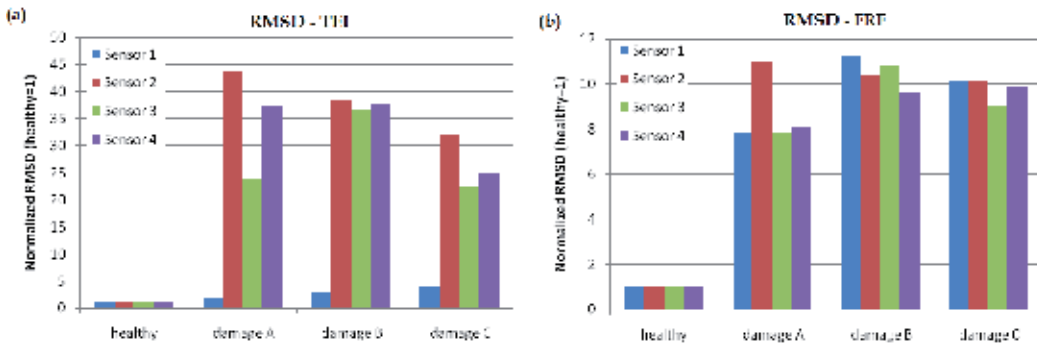 (a)
RMSD - TFI
Normalized RMSD (healthy=1)
50
45
40
35
30
25
20
15
10
5
0
Sensor 1
Sensor 2
Sensor 3
Sensor 4
healthy
damage A
damage B
damage C
(b)
RMSD - FRF
Normalized RMSD (healthy=1)
12
10
8
6
4
2
0
Sensor 1
Sensor 2
Sensor 3
Sensor 4
healthy
damage A
damage B
damage C